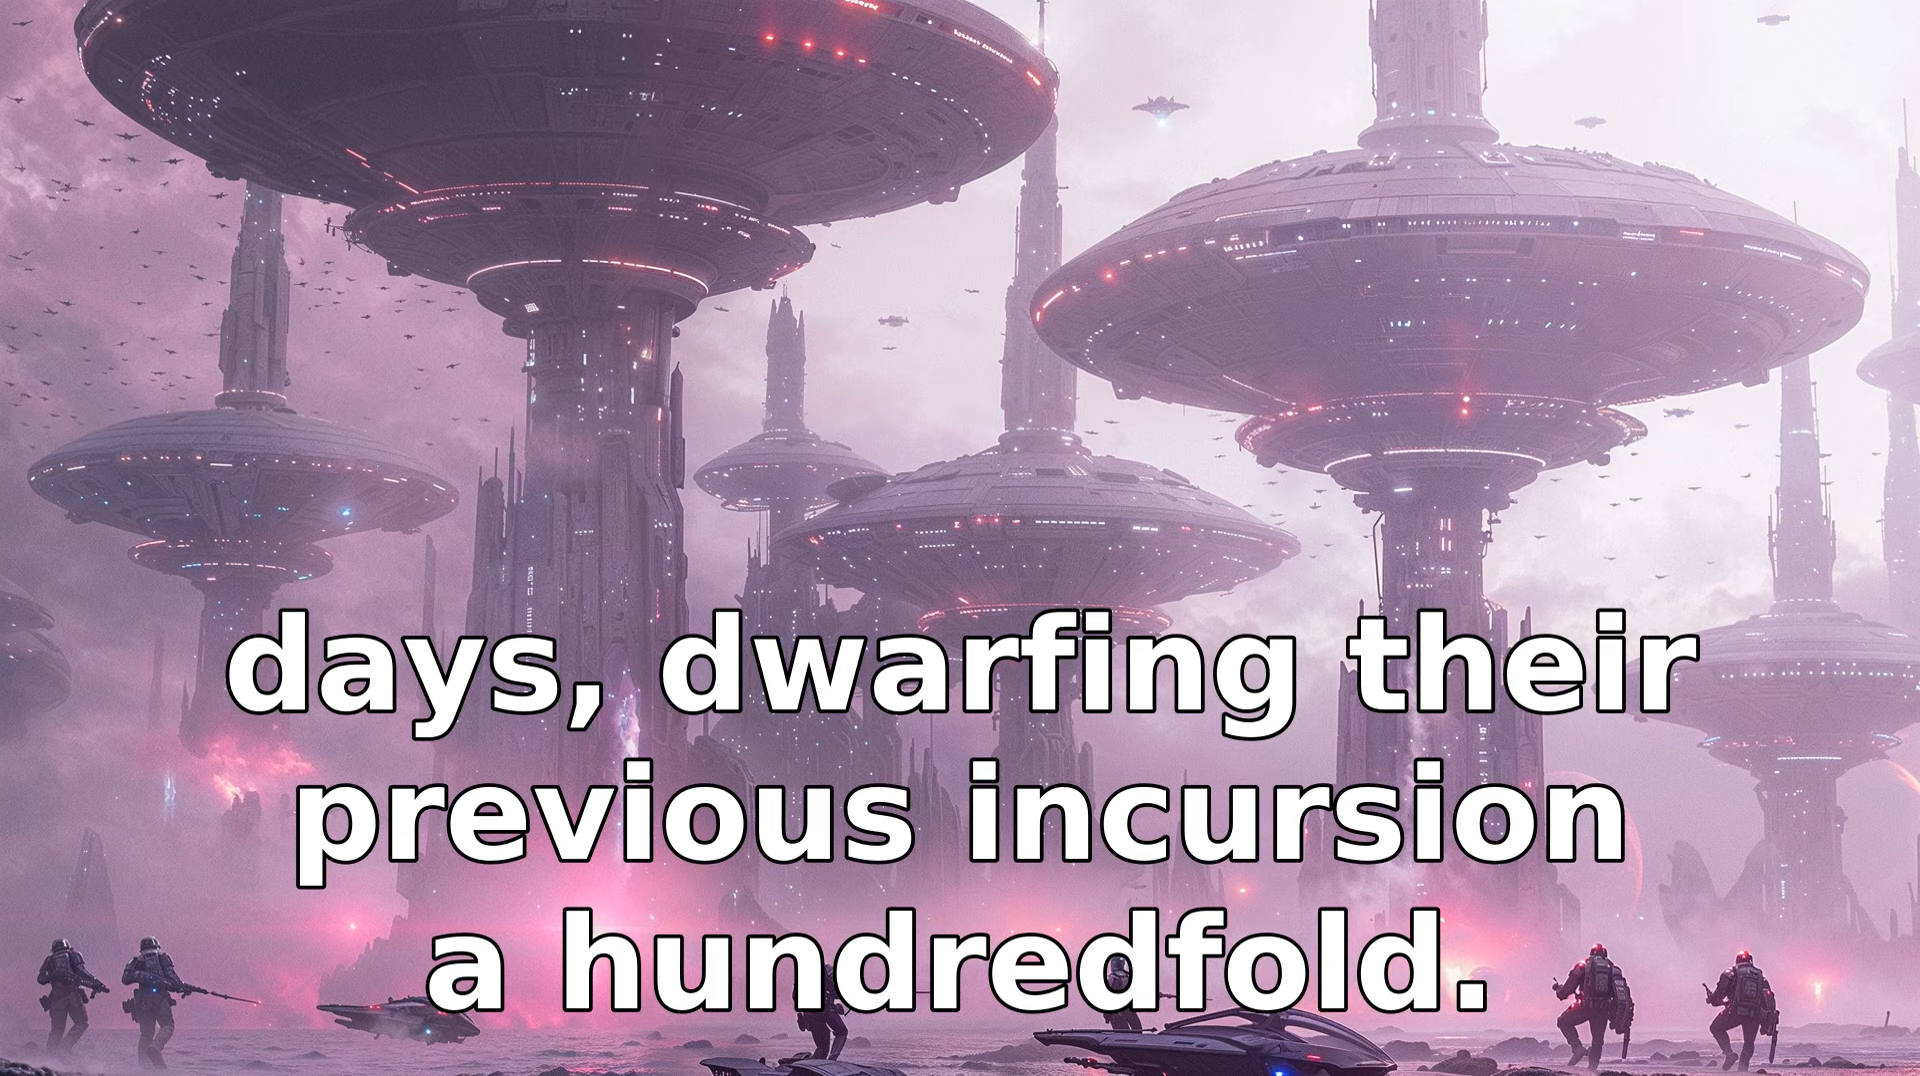 days, dwarfing their
previous incursion
a hundredfold.